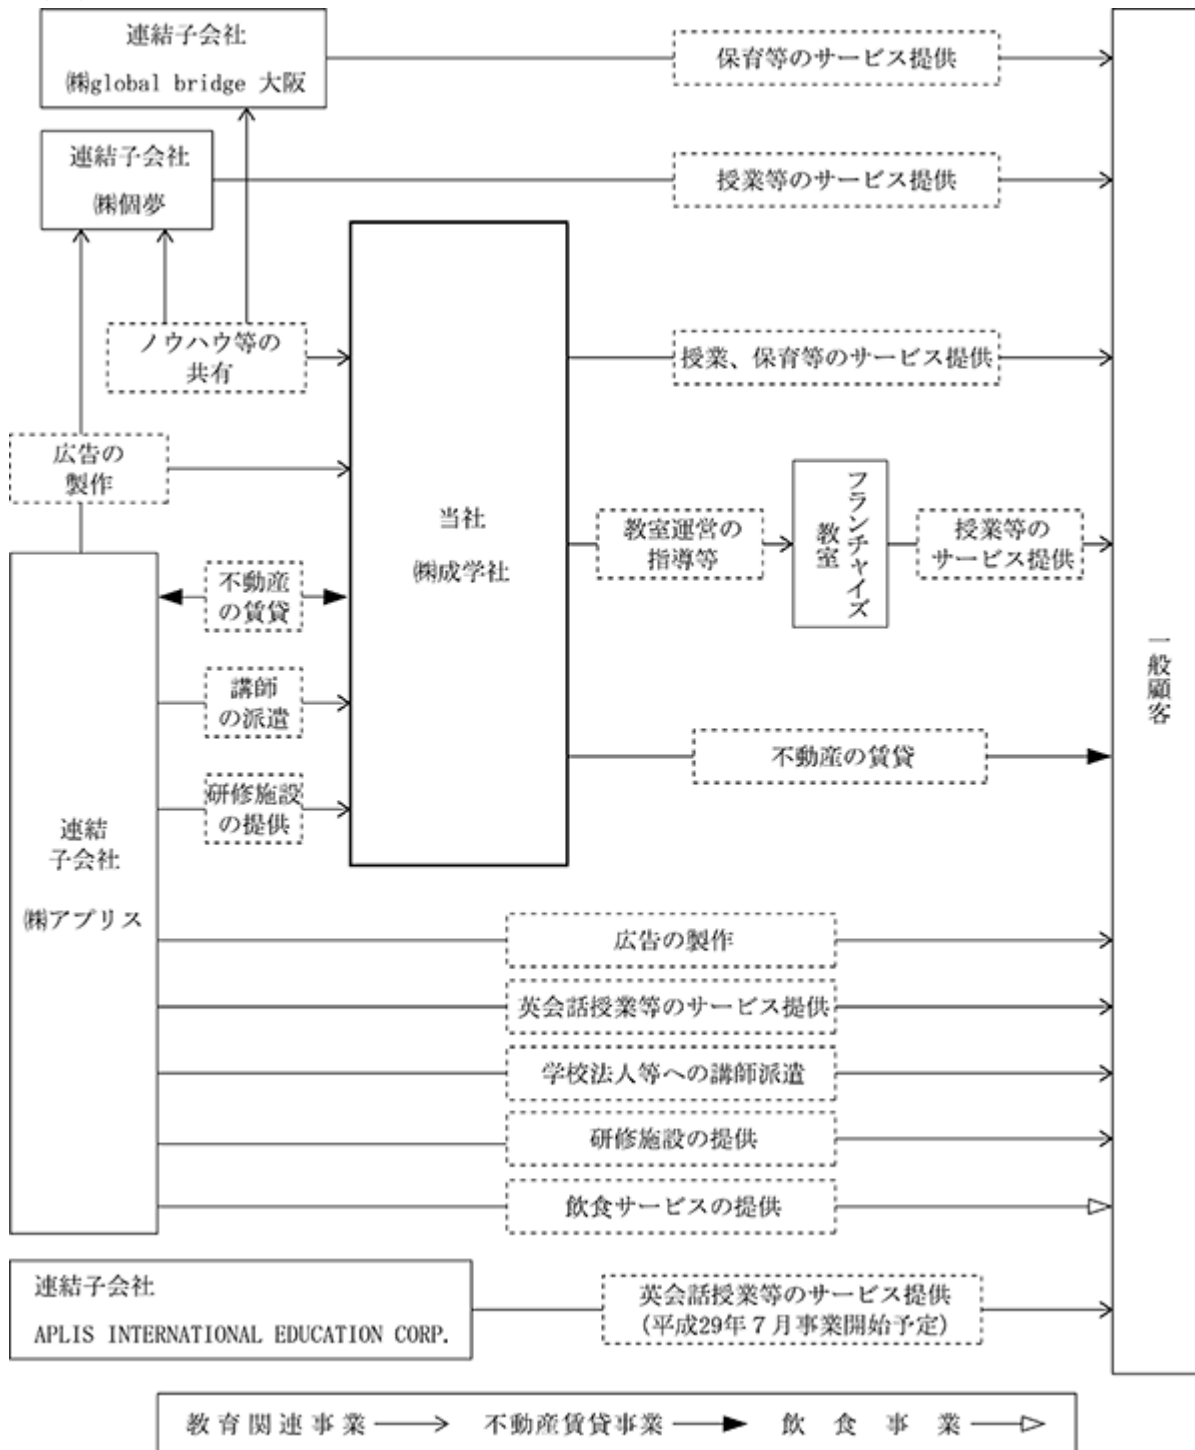 連結子会社
㈱global bridge 大阪
保育等のサービス提供
連結子会社
㈱個夢
授業等のサービス提供
ノウハウ等の
共有
授業、保育等のサービス提供
広告の
製作
当社
㈱成学社
教室運営の
指導等
フランチャイズ
教室
授業等の
サービス提供
不動産
の賃貸
講師
の派遣
研修施設
の提供
不動産の賃貸
一般顧客
連結
子会社
㈱アプリス
広告の製作
英会話授業等のサービス提供
学校法人等への講師派遣
研修施設の提供
飲食サービスの提供
連結子会社
APLIS INTERNATIONAL EDUCATION CORP.
英会話授業等のサービス提供
(平成29年7月事業開始予定)
教育関連事業 不動産賃貸事業 飲食事業